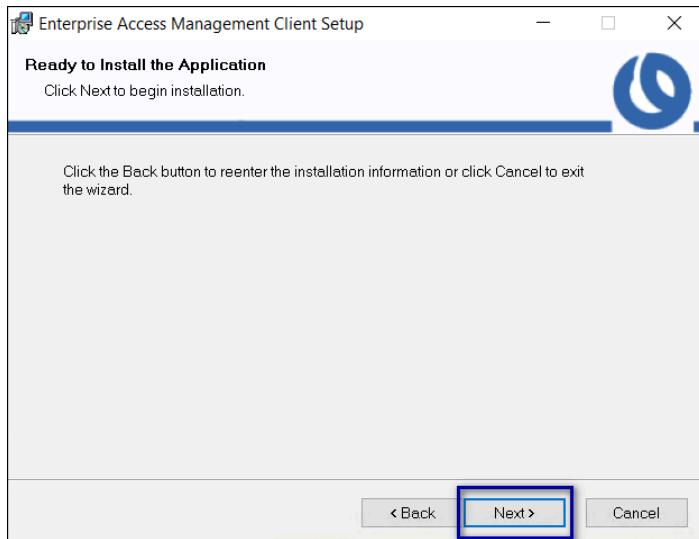 Enterprise Access Management Client Setup
Ready to Install the Application
Click Next to begin installation.
Click the Back button to reenter the installation information or click Cancel to exit
the wizard.
< Back Next > Cancel